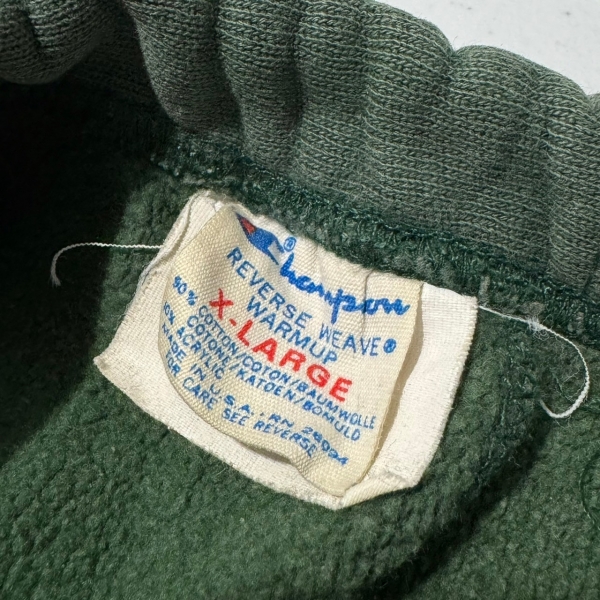 Champion®
REVERSE WEAVE®
WARMUP
X-LARGE
90% COTTON/COTON/BAUMWOLLE
COTONE/KATOEN/BOMULD
10% ACRYLIC
MADE IN U.S.A.: RN 26094
FOR CARE SEE REVERSE